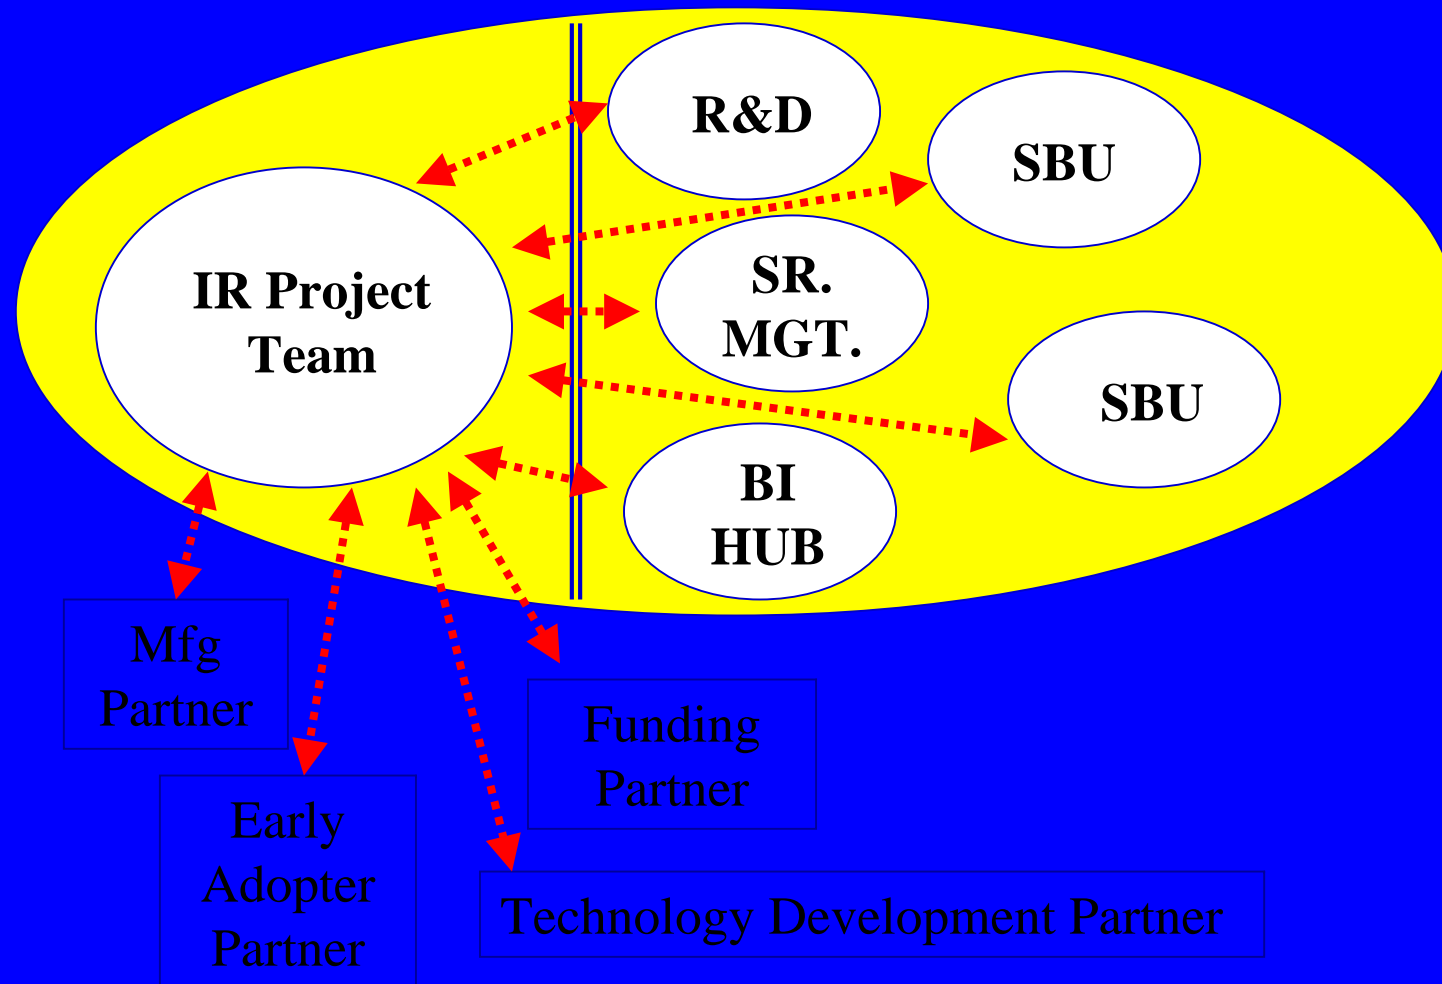 R&D
SBU
IR Project
Team
SR.
MGT.
SBU
BI
HUB
Mfg
Partner
Funding
Partner
Early
Adopter
Partner
Technology Development Partner